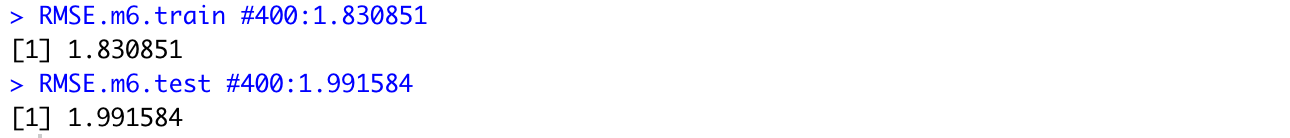 > RMSE.m6.train #400:1.830851
[1] 1.830851
> RMSE.m6.test #400:1.991584
[1] 1.991584